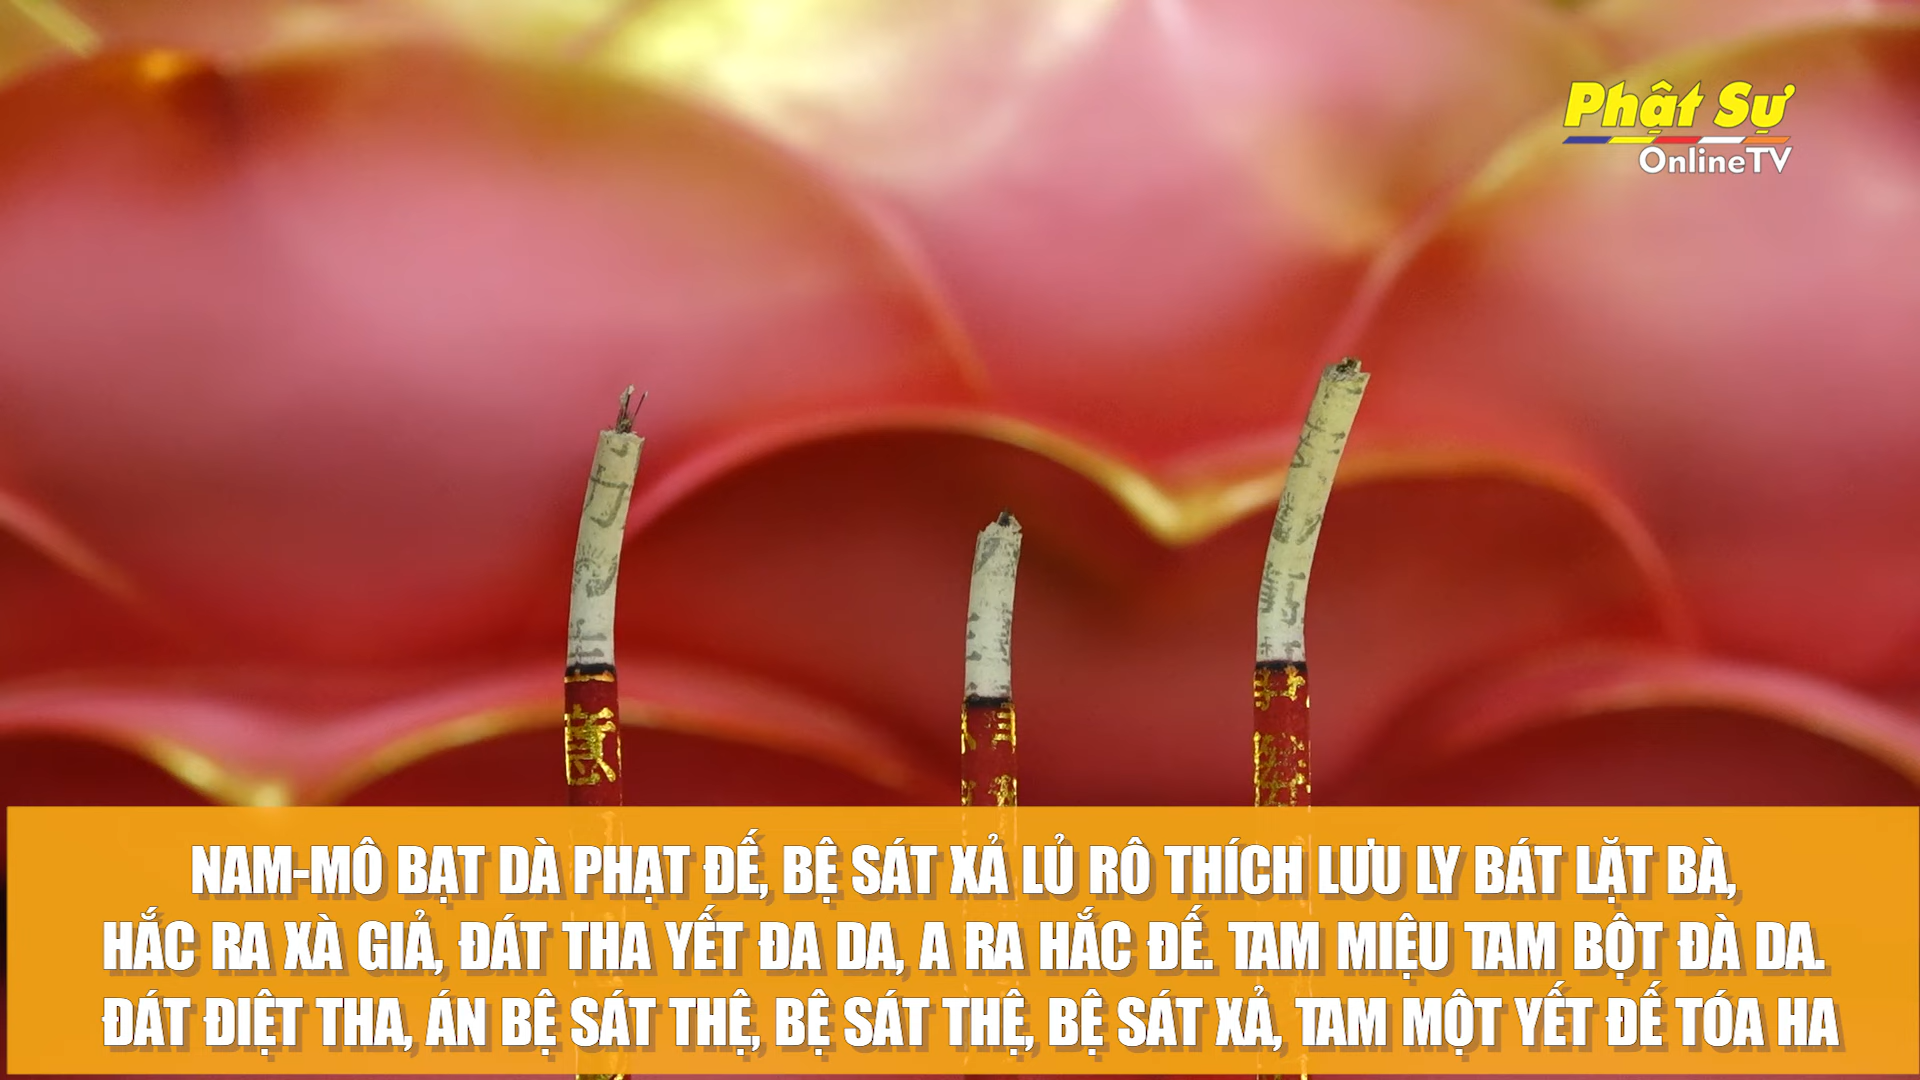 Phật Sự
OnlineTV
NAM-MÔ BẠT DÀ PHẠT ĐẾ, BỆ SÁT XẢ LỦ RÔ THÍCH LƯU LY BÁT LẶT BÀ,
HẮC RA XÀ GIẢ, ĐÁT THA YẾT ĐA DA, A RA HẮC ĐẾ. TAM MIỆU TAM BỘT ĐÀ DA.
ĐÁT ĐIỆT THA, ÁN BỆ SÁT THỆ, BỆ SÁT THỆ, BỆ SÁT XẢ, TAM MỘT YẾT ĐẾ TÓA HA